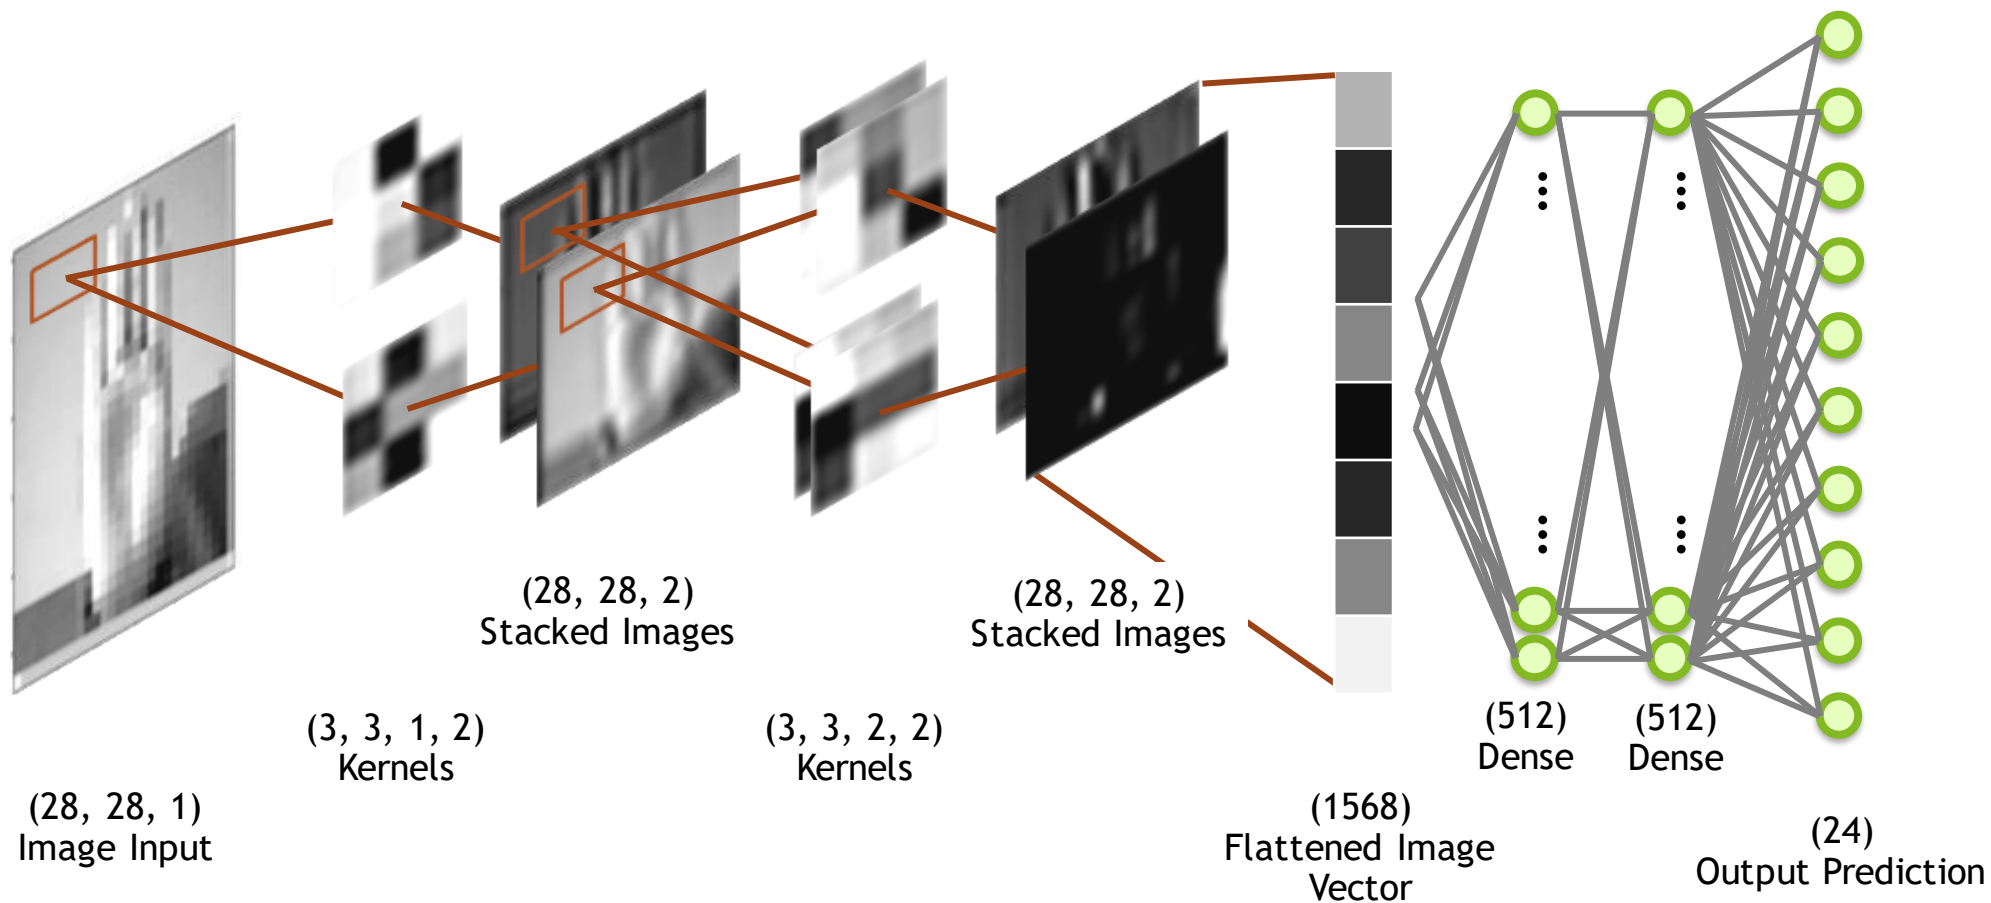 (28, 28, 1)
Image Input
(3, 3, 1, 2)
Kernels
(28, 28, 2)
Stacked Images
(3, 3, 2, 2)
Kernels
(28, 28, 2)
Stacked Images
(1568)
Flattened Image
Vector
(512)
Dense
(512)
Dense
(24)
Output Prediction